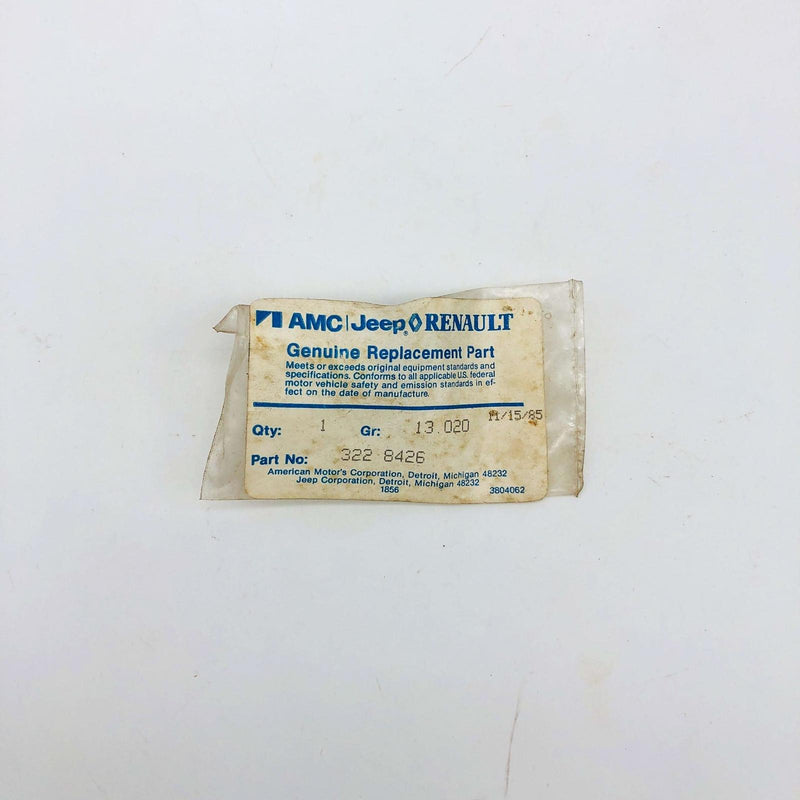 AMC | Jeep® RENAULT
Genuine Replacement Part
Meets or exceeds original equipment standards and
specifications. Conforms to all applicable U.S. federal
motor vehicle safety and emission standards in ef-
fect on the date of manufacture.
11/15/85
Qty: 1 Gr: 13.020
Part No: 322 8426
American Motor's Corporation, Detroit, Michigan 48232
Jeep Corporation, Detroit, Michigan 48232
1856 3804062